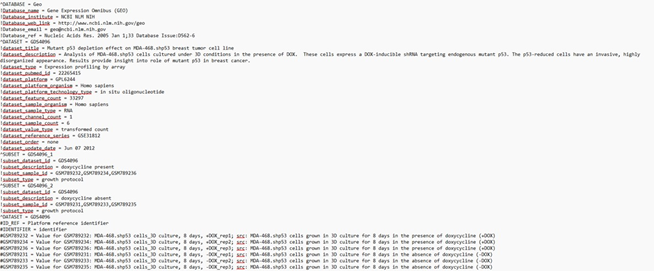 ^DATABASE = Geo
!Database_name = Gene Expression Omnibus (GEO)
!Database_institute = NCBI NLM NIH
!Database_web_link = http://www.ncbi.nlm.nih.gov/geo
!Database_email = geo@ncbi.nlm.nih.gov
!Database_ref = Nucleic Acids Res. 2005 Jan 1;33 Database Issue:D562-6
^DATASET = GDS4096
!dataset_title = Mutant p53 depletion effect on MDA-468.shp53 breast tumor cell line
!dataset_description = Analysis of MDA-468.shp53 cells cultured under 3D conditions in the presence of DOX.  These cells express a DOX-inducible shRNA targeting endogenous mutant p53. The p53-reduced cells have an invasive, highly
disorganized appearance. Results provide insight into role of mutant p53 in breast cancer.
!dataset_type = Expression profiling by array
!dataset_pubmed_id = 22265415
!dataset_platform = GPL6244
!dataset_platform_organism = Homo sapiens
!dataset_platform_technology_type = in situ oligonucleotide
!dataset_feature_count = 33297
!dataset_sample_organism = Homo sapiens
!dataset_sample_type = RNA
!dataset_channel_count = 1
!dataset_sample_count = 6
!dataset_value_type = transformed count
!dataset_reference_series = GSE31812
!dataset_order = none
!dataset_update_date = Jun 07 2012
^SUBSET = GDS4096_1
!subset_dataset_id = GDS4096
!subset_description = doxycycline present
!subset_sample_id = GSM789232,GSM789234,GSM789236
!subset_type = growth protocol
^SUBSET = GDS4096_2
!subset_dataset_id = GDS4096
!subset_description = doxycycline absent
!subset_sample_id = GSM789231,GSM789233,GSM789235
!subset_type = growth protocol
^DATASET = GDS4096
#ID_REF = Platform reference identifier
#IDENTIFIER = identifier
#GSM789232 = Value for GSM789232: MDA-468.shp53 cells_3D culture, 8 days, +DOX_rep1; src: MDA-468.shp53 cells grown in 3D culture for 8 days in the presence of doxycycline (+DOX)
#GSM789234 = Value for GSM789234: MDA-468.shp53 cells_3D culture, 8 days, +DOX_rep2; src: MDA-468.shp53 cells grown in 3D culture for 8 days in the presence of doxycycline (+DOX)
#GSM789236 = Value for GSM789236: MDA-468.shp53 cells_3D culture, 8 days, +DOX_rep3; src: MDA-468.shp53 cells grown in 3D culture for 8 days in the presence of doxycycline (+DOX)
#GSM789231 = Value for GSM789231: MDA-468.shp53 cells_3D culture, 8 days, -DOX_rep1; src: MDA-468.shp53 cells grown in 3D culture for 8 days in the absence of doxycycline (-DOX)
#GSM789233 = Value for GSM789233: MDA-468.shp53 cells_3D culture, 8 days, -DOX_rep2; src: MDA-468.shp53 cells grown in 3D culture for 8 days in the absence of doxycycline (-DOX)
#GSM789235 = Value for GSM789235: MDA-468.shp53 cells_3D culture, 8 days, -DOX_rep3; src: MDA-468.shp53 cells grown in 3D culture for 8 days in the absence of doxycycline (-DOX)